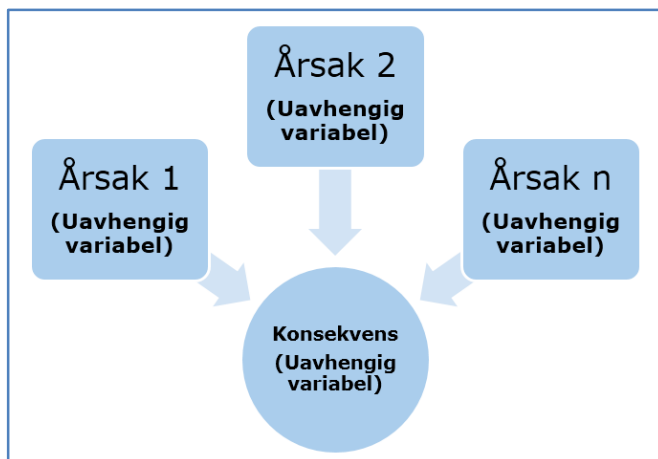 Årsak 1
(Uavhengig
variabel)
Årsak 2
(Uavhengig
variabel)
Årsak n
(Uavhengig
variabel)
Konsekvens
(Uavhengig
variabel)